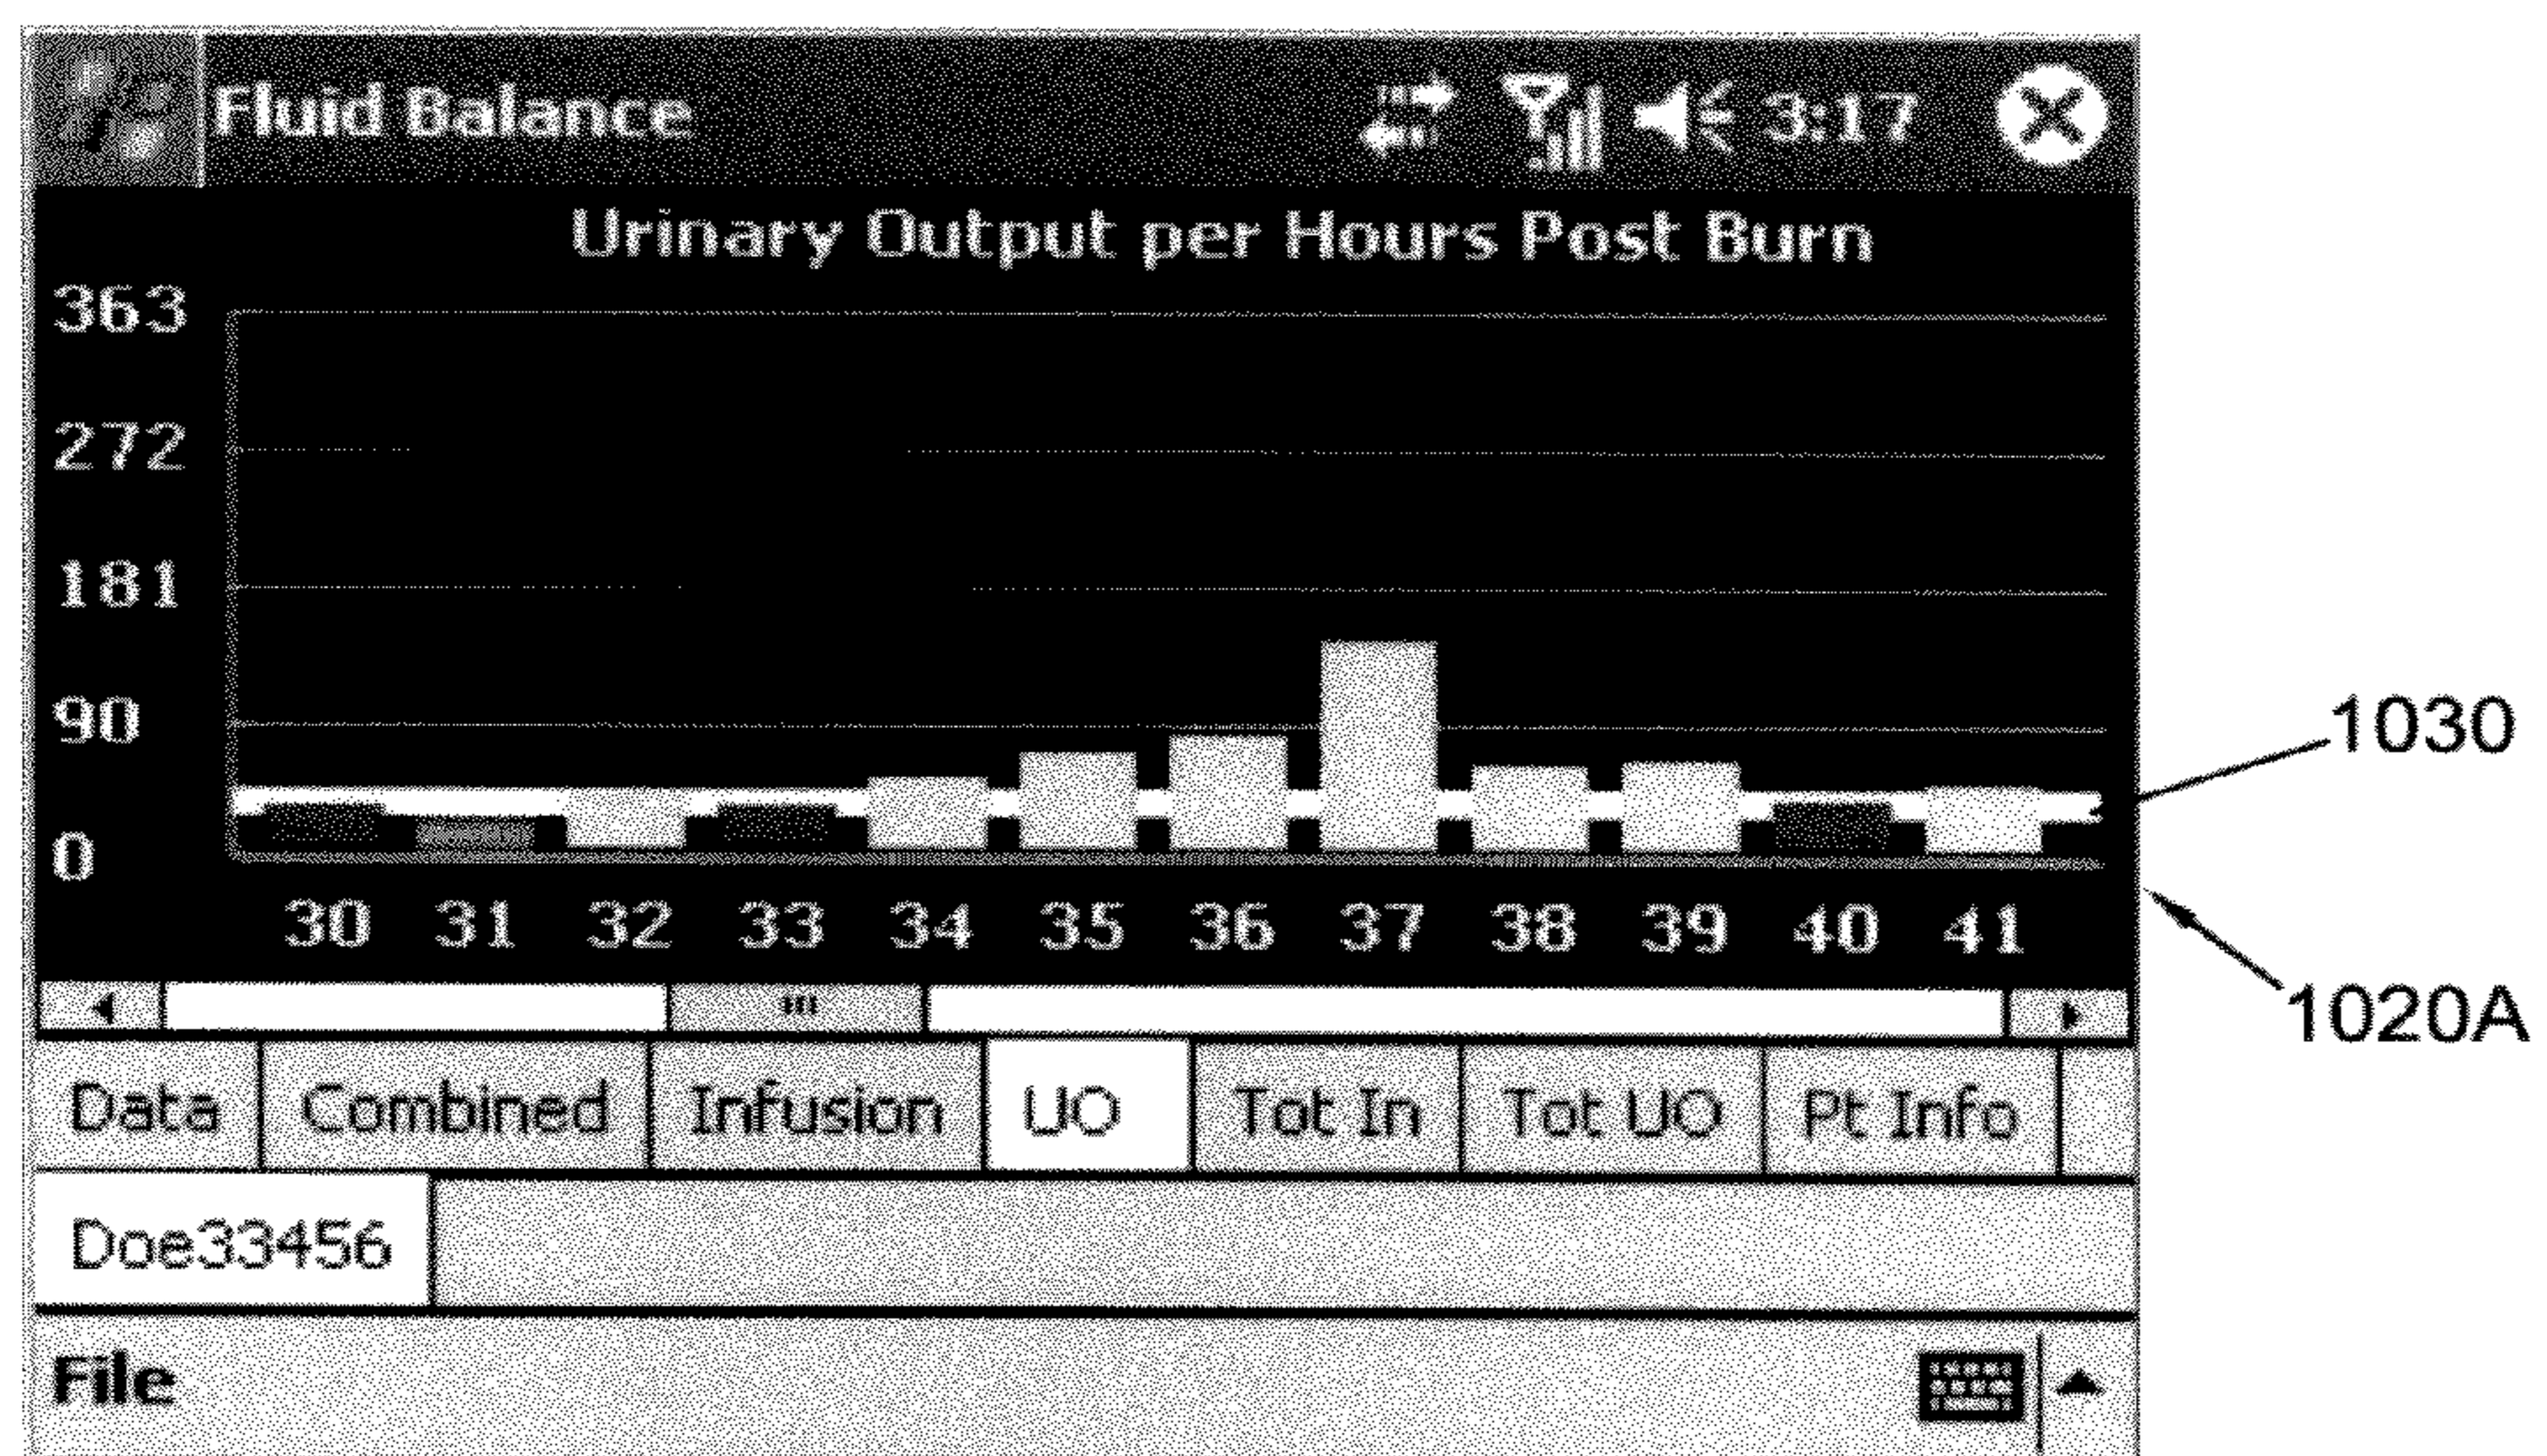 Fluid Balance 3:17
Urinary Output per Hours Post Burn
363
272
181
90
0
30 31 32 33 34 35 36 37 38 39 40 41
1030
1020A
Data Combined Infusion UO Tot In Tot UO Pt Info
Doe33456
File